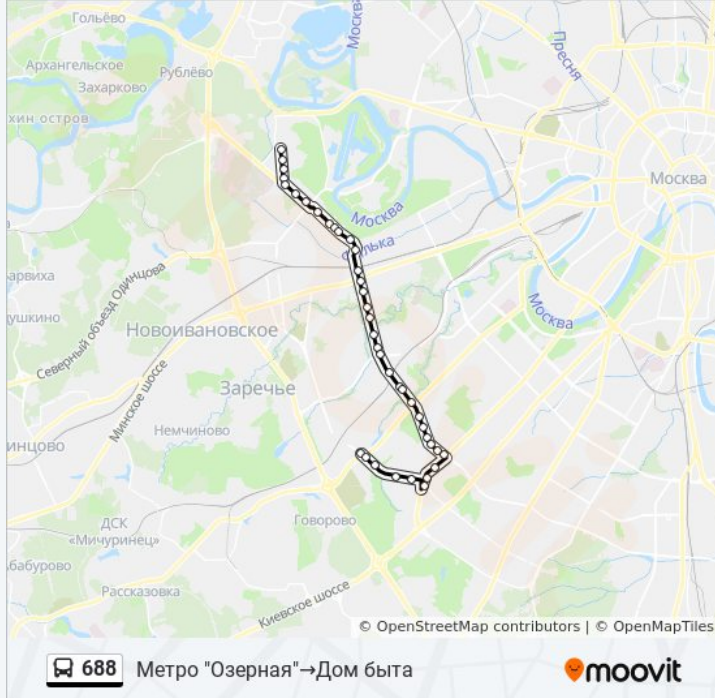 Гольёво
Москва
Пресня
Архангельское
Рублёво
Захарково
хин остров
Москва
Москва
Филька
арвиха
Северный объезд Одинцова
душкино
Москва
Новоивановское
Минское шоссе
Заречье
Немчиново
инцово
Говорово
ДСК
«Мичуринец»
бабурово
Рассказовка
Киевское шоссе
© OpenStreetMap contributors | © OpenMapTiles
688 Метро "Озерная"→Дом быта
moovit